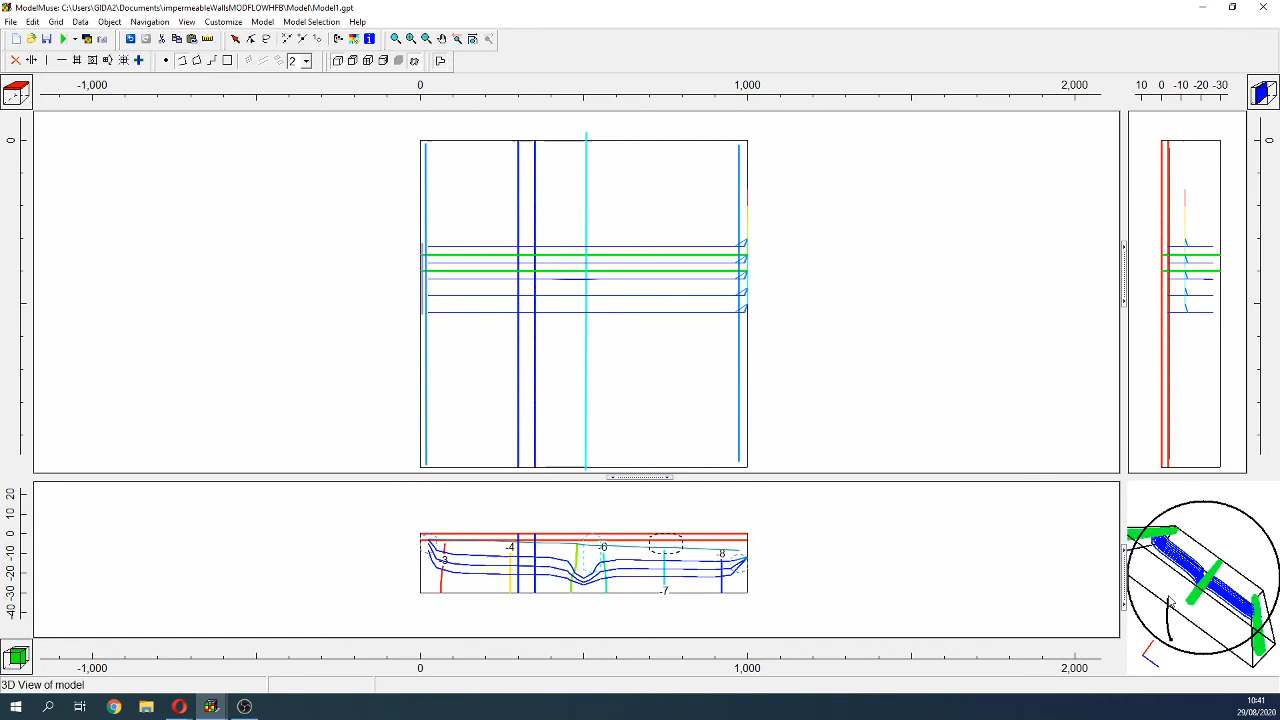 ModelMuse: C:\Users\GIDA2\Documents\impermeableWallsMODFLOWHFB\Model\Model1.gpt
File Edit Grid Data Object Navigation View Customize Model Model Selection Help
2
-1,000 0 1,000 2,000 10 0 -10 -20 -30
0 0
20
10
0
-10
-20
-30
-40
-3 -4 -6 -7 -8
-1,000 0 1,000 2,000
3D View of model
10:41
29/08/2020